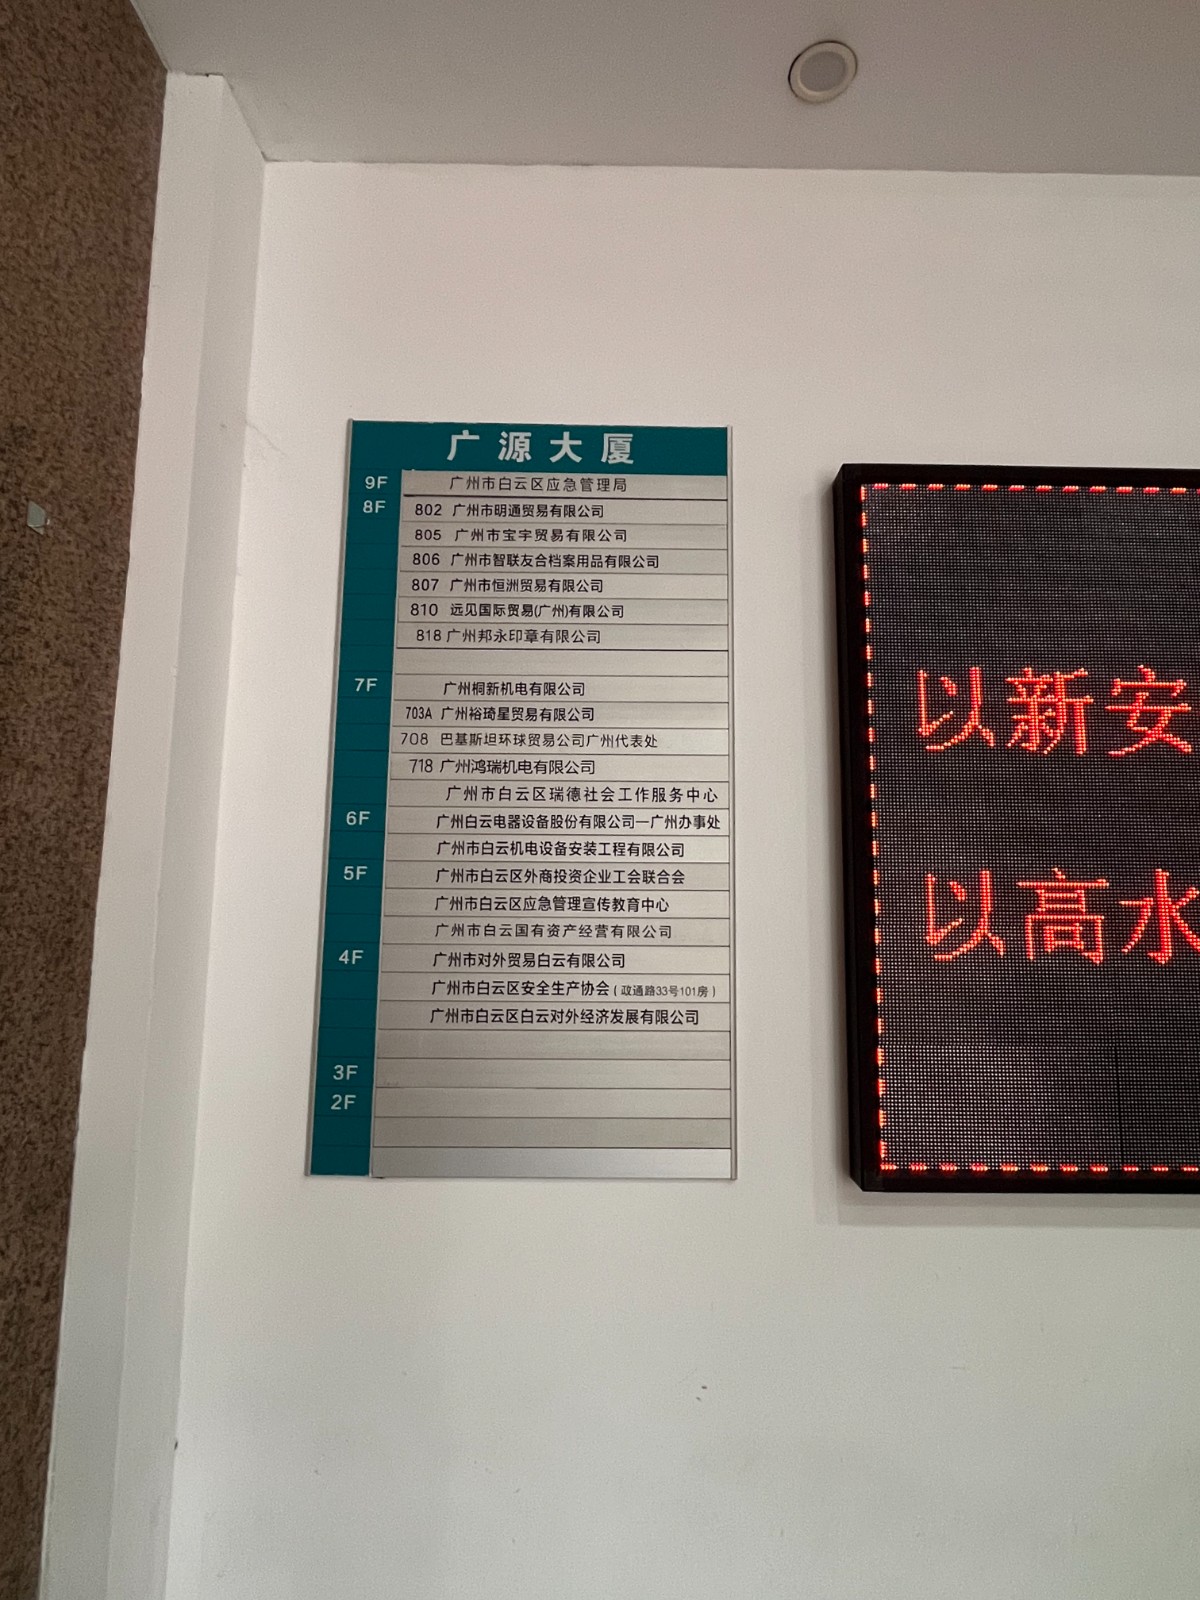 广源大厦
9F 广州市白云区应急管理局
8F 802 广州市明通贸易有限公司
805 广州市宝宇贸易有限公司
806 广州市智联友合档案用品有限公司
807 广州市恒洲贸易有限公司
810 远见国际贸易(广州)有限公司
818 广州邦永印章有限公司
7F 广州桐新机电有限公司
703A 广州裕琦星贸易有限公司
708 巴基斯坦环球贸易公司广州代表处
718 广州鸿瑞机电有限公司
广州市白云区瑞德社会工作服务中心
6F 广州白云电器设备股份有限公司—广州办事处
广州市白云机电设备安装工程有限公司
5F 广州市白云区外商投资企业工会联合会
广州市白云区应急管理宣传教育中心
广州市白云国有资产经营有限公司
4F 广州市对外贸易白云有限公司
广州市白云区安全生产协会(政通路33号101房)
广州市白云区白云对外经济发展有限公司
3F
2F
以新安
以高水